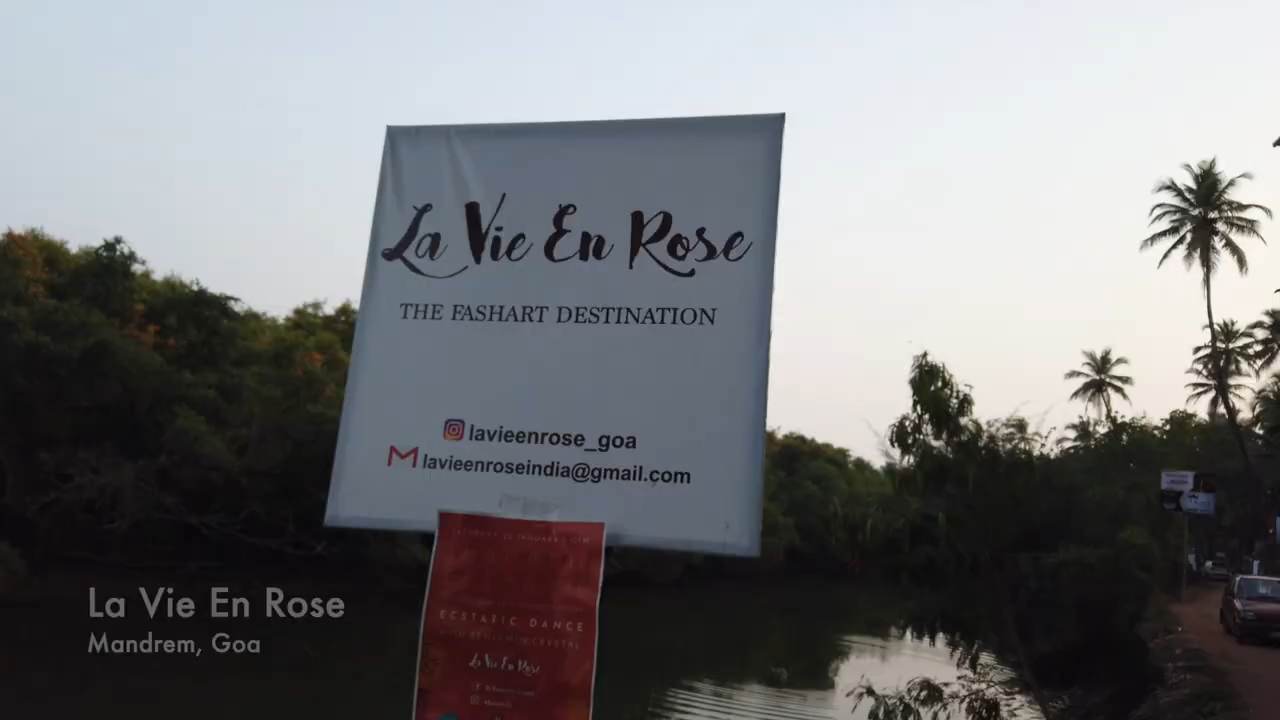 La Vie En Rose
THE FASHART DESTINATION
lavieenrose_goa
lavieenroseindia@gmail.com
ECSTATIC DANCE
La Vie En Rose
La Vie En Rose
Mandrem, Goa